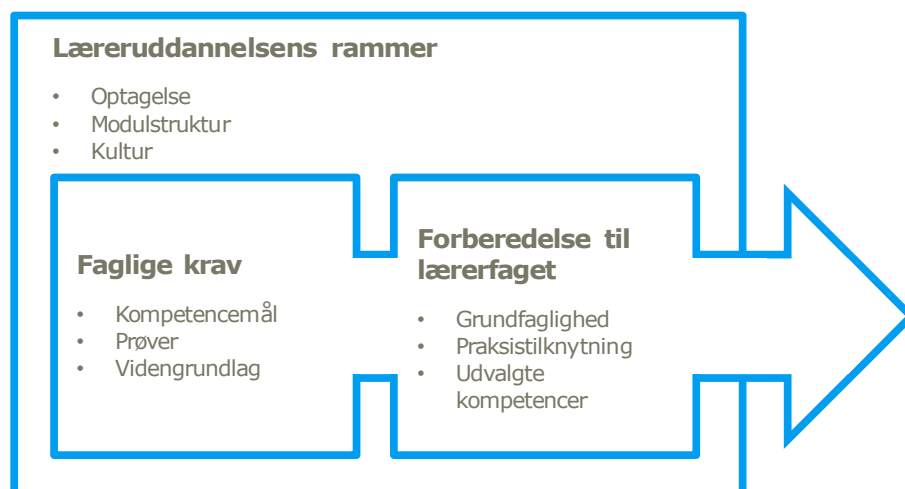 Læreruddannelsens rammer
• Optagelse
• Modulstruktur
• Kultur
Faglige krav
• Kompetencemål
• Prøver
• Videngrundlag
Forberedelse til
lærerfaget
• Grundfaglighed
• Praksistilknytning
• Udvalgte
kompetencer